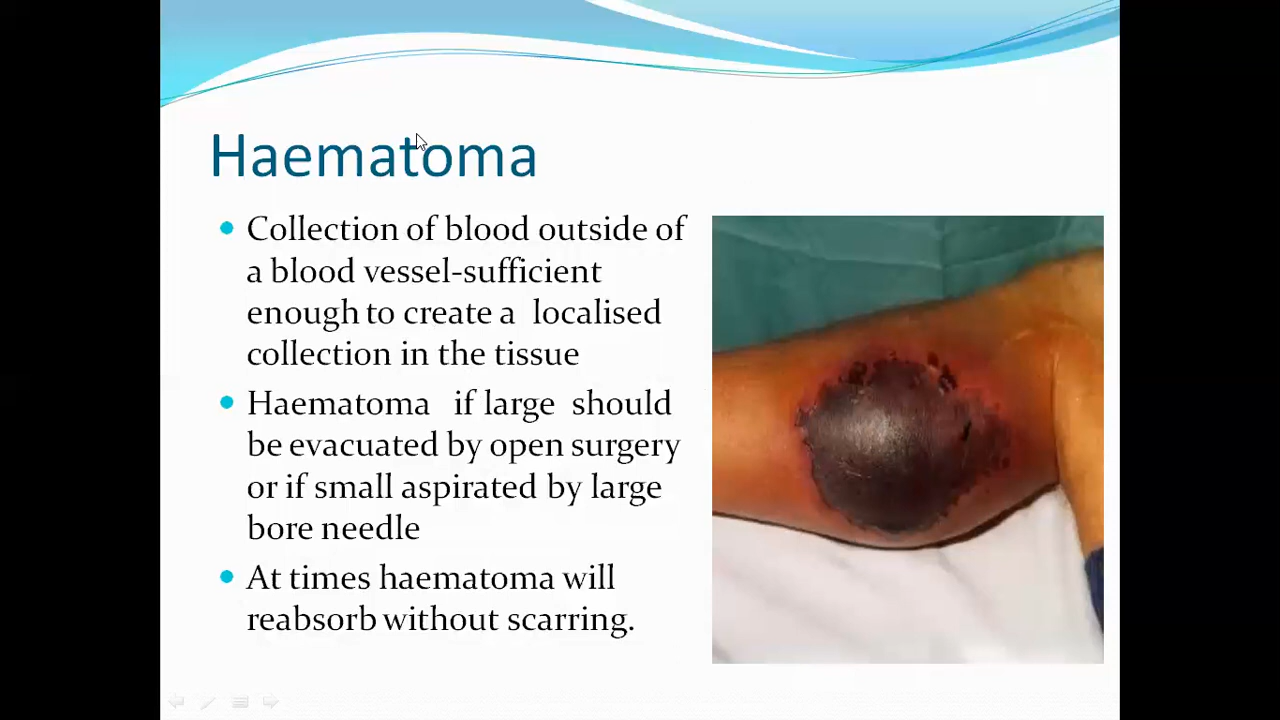 Haematoma
Collection of blood outside of
a blood vessel-sufficient
enough to create a localised
collection in the tissue
Haematoma if large should
be evacuated by open surgery
or if small aspirated by large
bore needle
At times haematoma will
reabsorb without scarring.